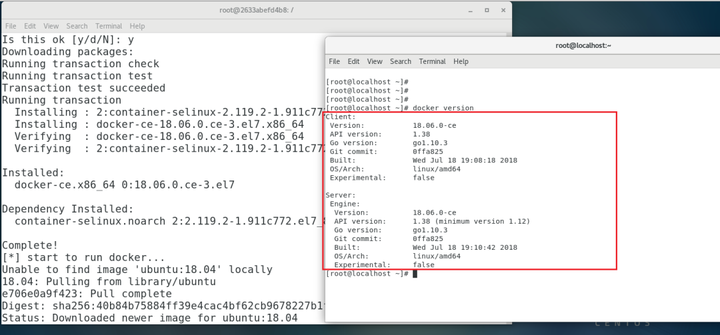 root@2633abefd4b8: /
File Edit View Search Terminal Help
Is this ok [y/d/N]: y
Downloading packages:
Running transaction check
Running transaction test
Transaction test succeeded
Running transaction
Installing : 2:container-selinux-2.119.2-1.911c77
Installing : docker-ce-18.06.0.ce-3.el7.x86_64
Verifying : docker-ce-18.06.0.ce-3.el7.x86_64
Verifying : 2:container-selinux-2.119.2-1.911c77
Installed:
docker-ce.x86_64 0:18.06.0.ce-3.el7
Dependency Installed:
container-selinux.noarch 2:2.119.2-1.911c772.el7_
Complete!
[*] start to run docker...
Unable to find image 'ubuntu:18.04' locally
18.04: Pulling from library/ubuntu
e706e0a9f423: Pull complete
Digest: sha256:40b84b75884ff39e4cac4bf62cb9678227b1
Status: Downloaded newer image for ubuntu:18.04
root@localhost:~
File Edit View Search Terminal Help
[root@localhost ~]#
[root@localhost ~]#
[root@localhost ~]#
[root@localhost ~]# docker version
Client:
Version: 18.06.0-ce
API version: 1.38
Go version: go1.10.3
Git commit: 0ffa825
Built: Wed Jul 18 19:08:18 2018
OS/Arch: linux/amd64
Experimental: false
Server:
Engine:
Version: 18.06.0-ce
API version: 1.38 (minimum version 1.12)
Go version: go1.10.3
Git commit: 0ffa825
Built: Wed Jul 18 19:10:42 2018
OS/Arch: linux/amd64
Experimental: false
[root@localhost ~]#
CENTOS